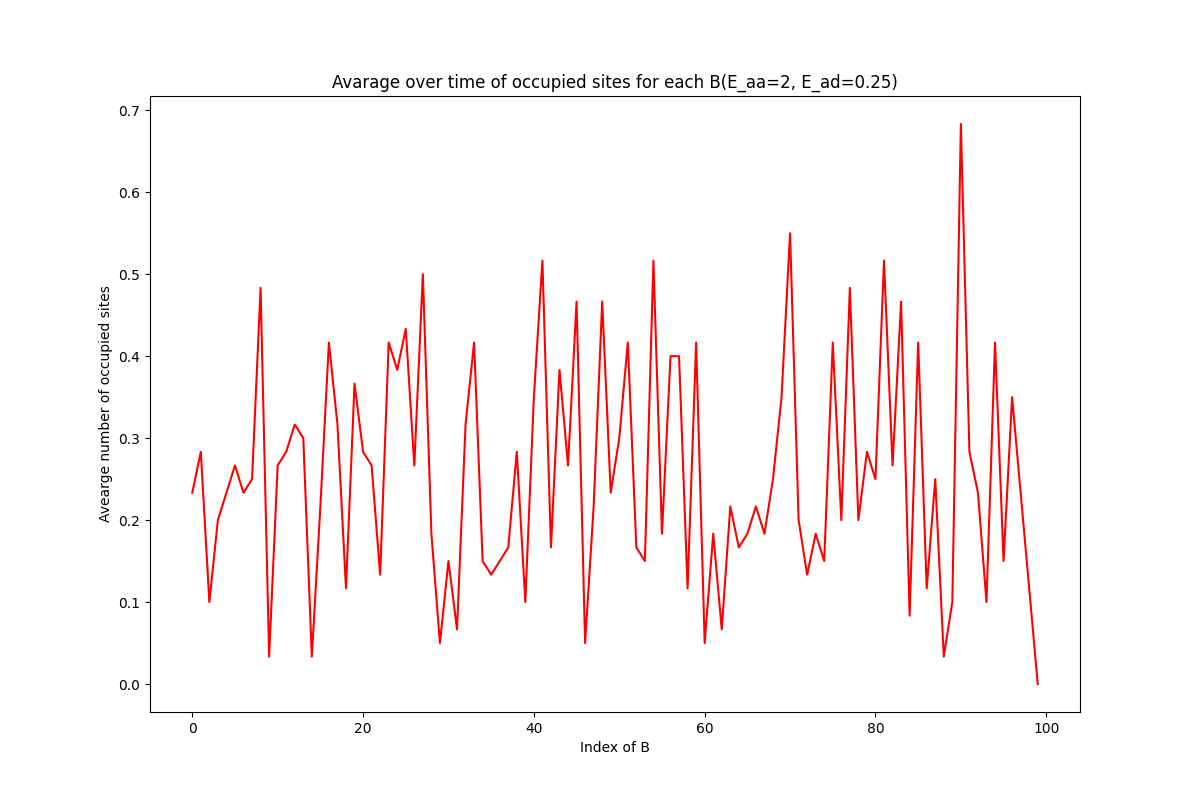 Avarage over time of occupied sites for each B(E_aa=2, E_ad=0.25)
0.7
0.6
0.5
0.4
0.3
0.2
0.1
0.0
Avearge number of occupied sites
0 20 40 60 80 100
Index of B